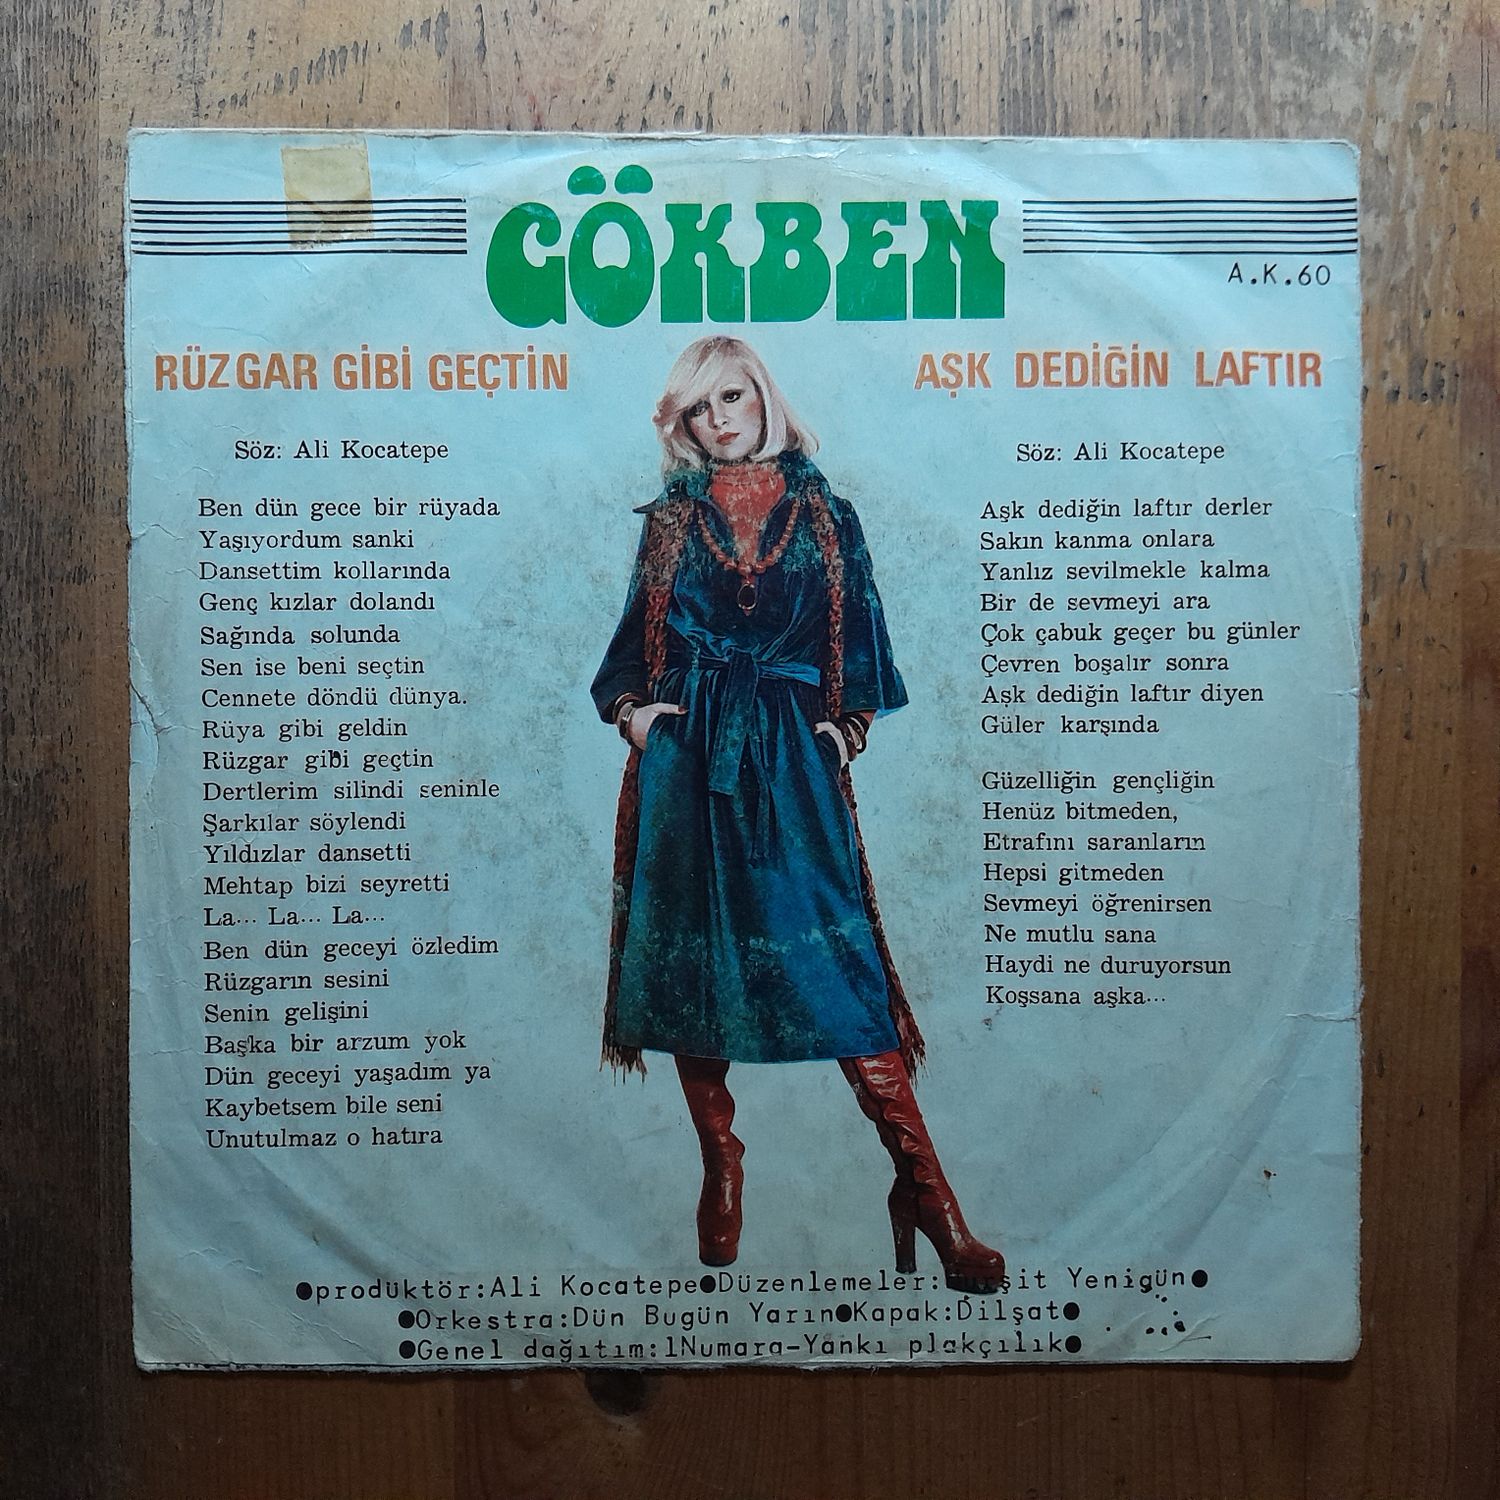 GÖKBEN
A.K.60
RÜZGAR GİBİ GEÇTİN
Söz: Ali Kocatepe
Ben dün gece bir rüyada
Yaşıyordum sanki
Dansettim kollarında
Genç kızlar dolandı
Sağında solunda
Sen ise beni seçtin
Cennete döndü dünya.
Rüya gibi geldin
Rüzgar gibi geçtin
Dertlerim silindi seninle
Şarkılar söylendi
Yıldızlar dansetti
Mehtap bizi seyretti
La... La... La...
Ben dün geceyi özledim
Rüzgarın sesini
Senin gelişini
Başka bir arzum yok
Dün geceyi yaşadım ya
Kaybetsem bile seni
Unutulmaz o hatıra
AŞK DEDİĞİN LAFTIR
Söz: Ali Kocatepe
Aşk dediğin laftır derler
Sakın kanma onlara
Yanlız sevilmekle kalma
Bir de sevmeyi ara
Çok çabuk geçer bu günler
Çevren boşalır sonra
Aşk dediğin laftır diyen
Güler karşında
Güzelliğin gençliğin
Henüz bitmeden,
Etrafını saranların
Hepsi gitmeden
Sevmeyi öğrenirsen
Ne mutlu sana
Haydi ne duruyorsun
Koşsana aşka...
●prodüktör:Ali Kocatepe●Düzenlemeler: Yenigün●
●Orkestra:Dün Bugün Yarın●Kapak:Dilşat●
●Genel dağıtım:1Numara-Yankı plakçılık●